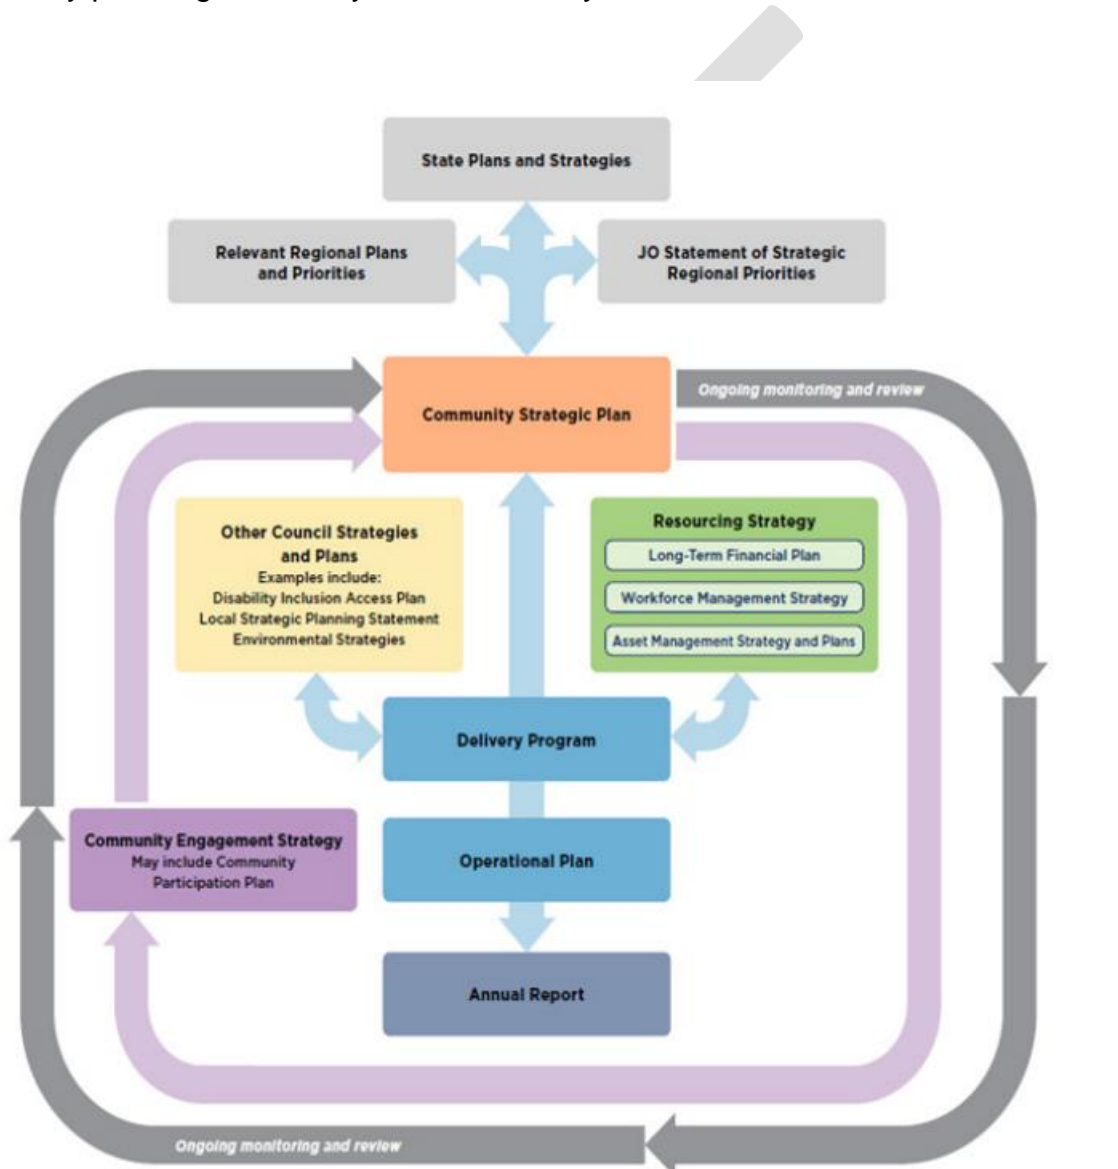 State Plans and Strategies
Relevant Regional Plans
and Priorities
JO Statement of Strategic
Regional Priorities
Community Strategic Plan
Ongoing monitoring and review
Other Council Strategies
and Plans
Examples include:
Disability Inclusion Access Plan
Local Strategic Planning Statement
Environmental Strategies
Resourcing Strategy
Long-Term Financial Plan
Workforce Management Strategy
Asset Management Strategy and Plans
Delivery Program
Community Engagement Strategy
May include Community
Participation Plan
Operational Plan
Annual Report
Ongoing monitoring and review